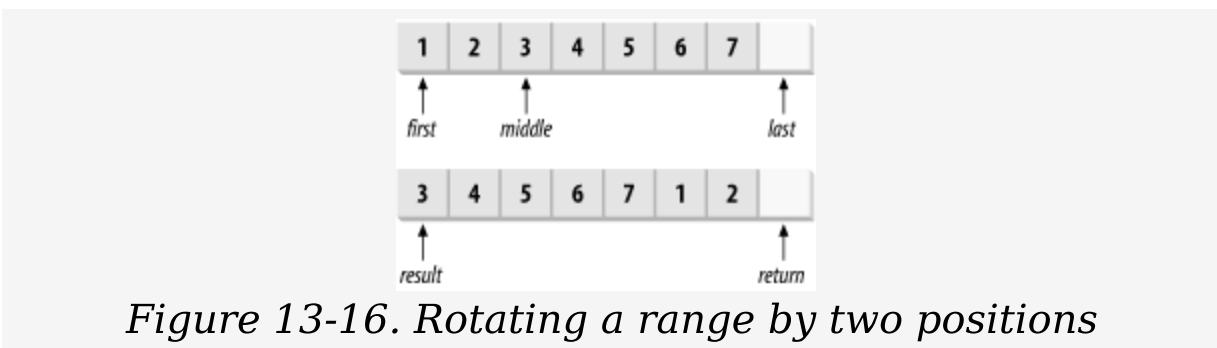 1 2 3 4 5 6 7
first middle last
3 4 5 6 7 1 2
result return
Figure 13-16. Rotating a range by two positions